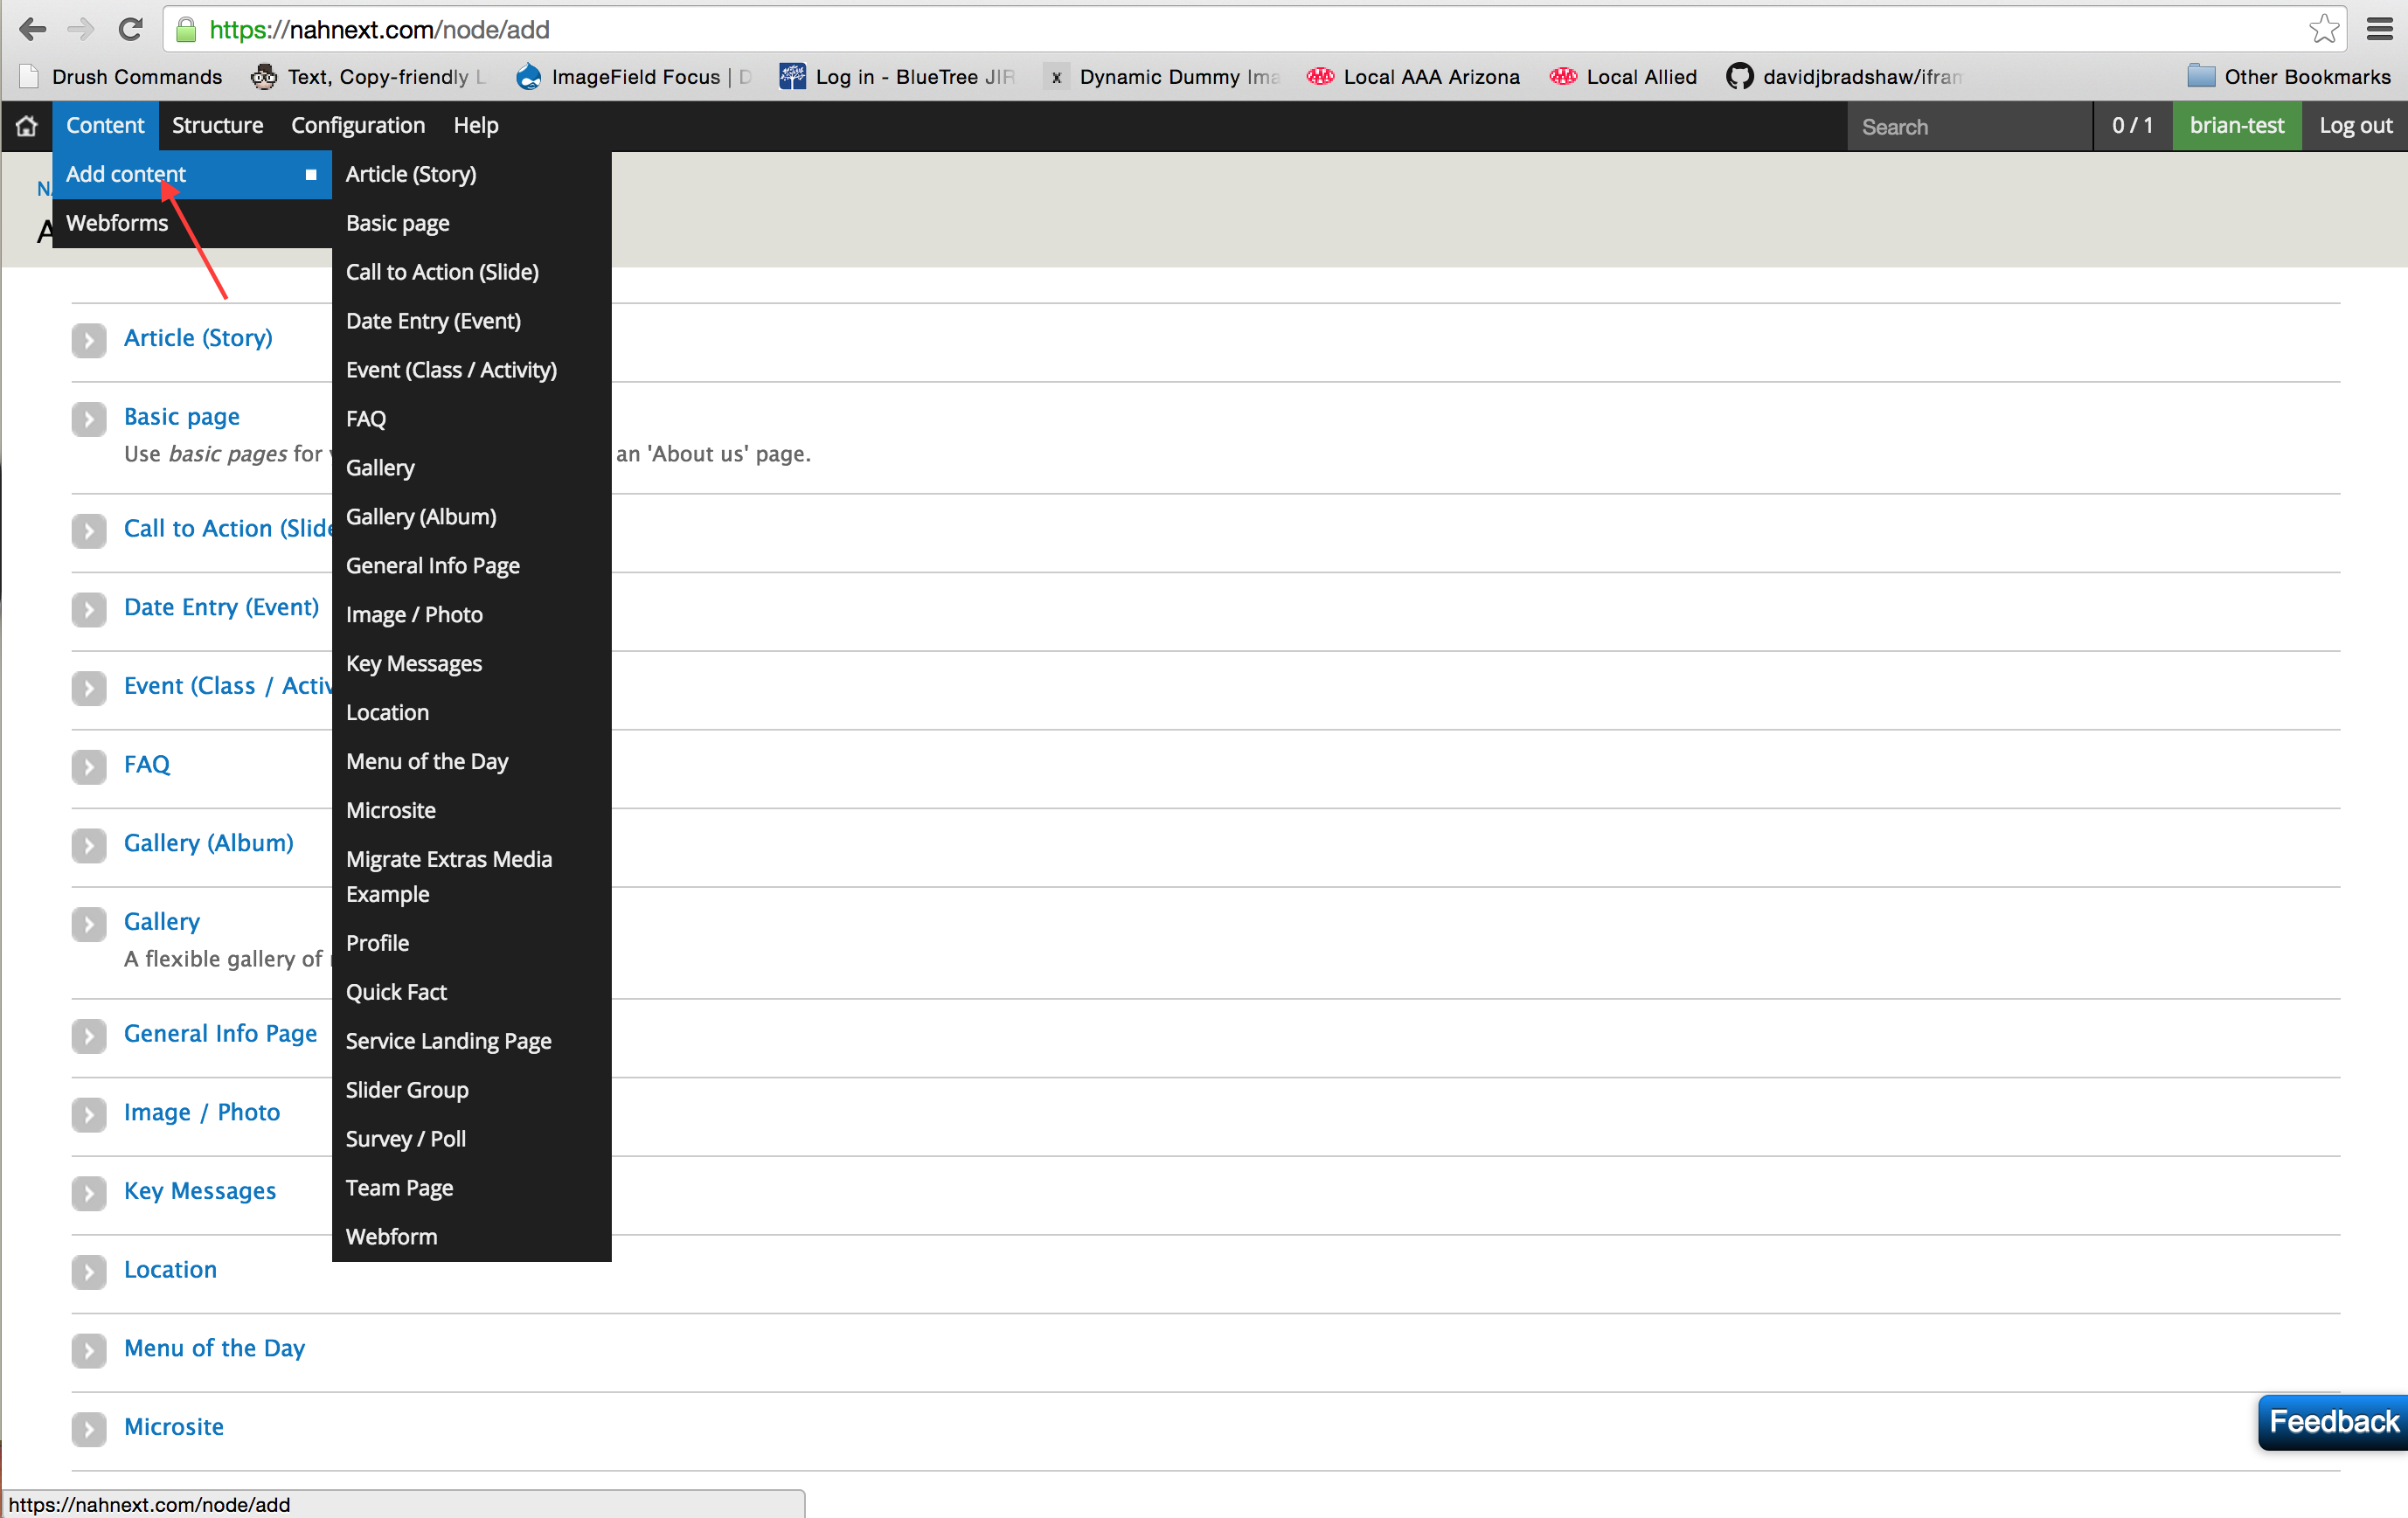 https://nahnext.com/node/add
Drush Commands
Text, Copy-friendly L
ImageField Focus | D
Log in - BlueTree JIR
x
Dynamic Dummy Ima
Local AAA Arizona
Local Allied
davidjbradshaw/ifram
Other Bookmarks
Content
Structure
Configuration
Help
Search
0 / 1
brian-test
Log out
Add content
Webforms
Article (Story)
Basic page
Call to Action (Slide)
Date Entry (Event)
Event (Class / Activity)
FAQ
Gallery
Gallery (Album)
General Info Page
Image / Photo
Key Messages
Location
Menu of the Day
Microsite
Migrate Extras Media
Example
Profile
Quick Fact
Service Landing Page
Slider Group
Survey / Poll
Team Page
Webform
Article (Story)
Basic page
Use basic pages for an 'About us' page.
Call to Action (Slide
Date Entry (Event)
Event (Class / Activ
FAQ
Gallery (Album)
Gallery
A flexible gallery of
General Info Page
Image / Photo
Key Messages
Location
Menu of the Day
Microsite
Feedback
https://nahnext.com/node/add